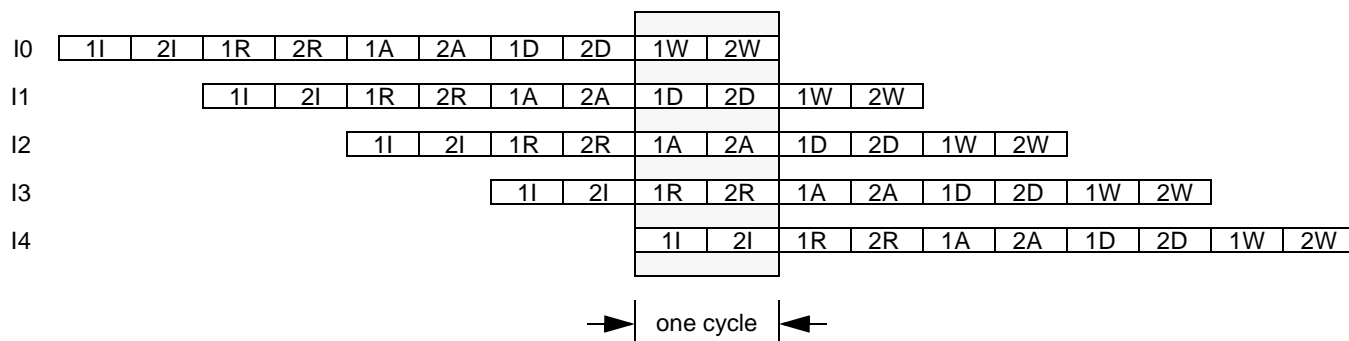 I0 1I 2I 1R 2R 1A 2A 1D 2D 1W 2W
I1 1I 2I 1R 2R 1A 2A 1D 2D 1W 2W
I2 1I 2I 1R 2R 1A 2A 1D 2D 1W 2W
I3 1I 2I 1R 2R 1A 2A 1D 2D 1W 2W
I4 1I 2I 1R 2R 1A 2A 1D 2D 1W 2W
one cycle